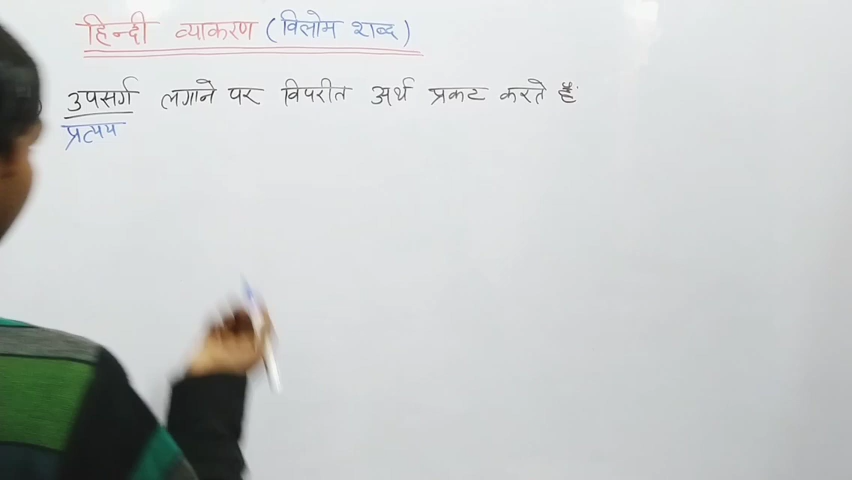 हिन्दी व्याकरण (विलोम शब्द)
उपसर्ग लगाने पर विपरीत अर्थ प्रकट करते हैं
प्रत्यय